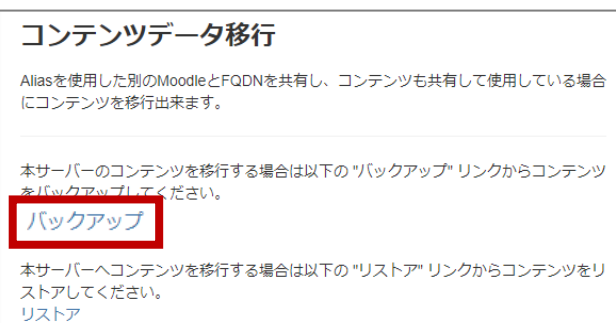 コンテンツデータ移行
Aliasを使用した別のMoodleとFQDNを共有し、コンテンツも共有して使用している場合
にコンテンツを移行出来ます。
本サーバーのコンテンツを移行する場合は以下の "バックアップ" リンクからコンテンツ
をバックアップしてください。
バックアップ
本サーバーへコンテンツを移行する場合は以下の "リストア" リンクからコンテンツをリ
ストアしてください。
リストア